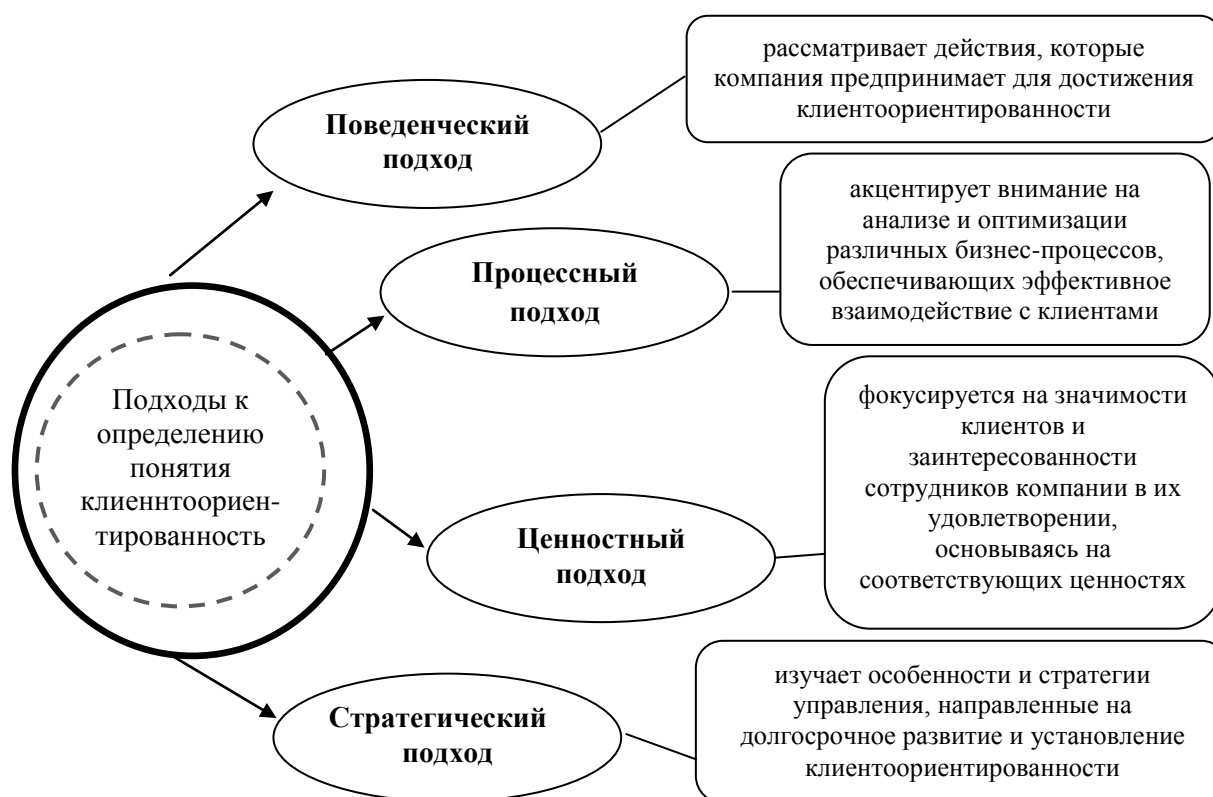 рассматривает действия, которые
компания предпринимает для достижения
клиентоориентированности
Поведенческий
подход
акцентирует внимание на
анализе и оптимизации
различных бизнес-процессов,
обеспечивающих эффективное
взаимодействие с клиентами
Процессный
подход
Подходы к
определению
понятия
клиеннтоориен-
тированность
фокусируется на значимости
клиентов и
заинтересованности
сотрудников компании в их
удовлетворении,
основываясь на
соответствующих ценностях
Ценностный
подход
изучает особенности и стратегии
управления, направленные на
долгосрочное развитие и установление
клиентоориентированности
Стратегический
подход